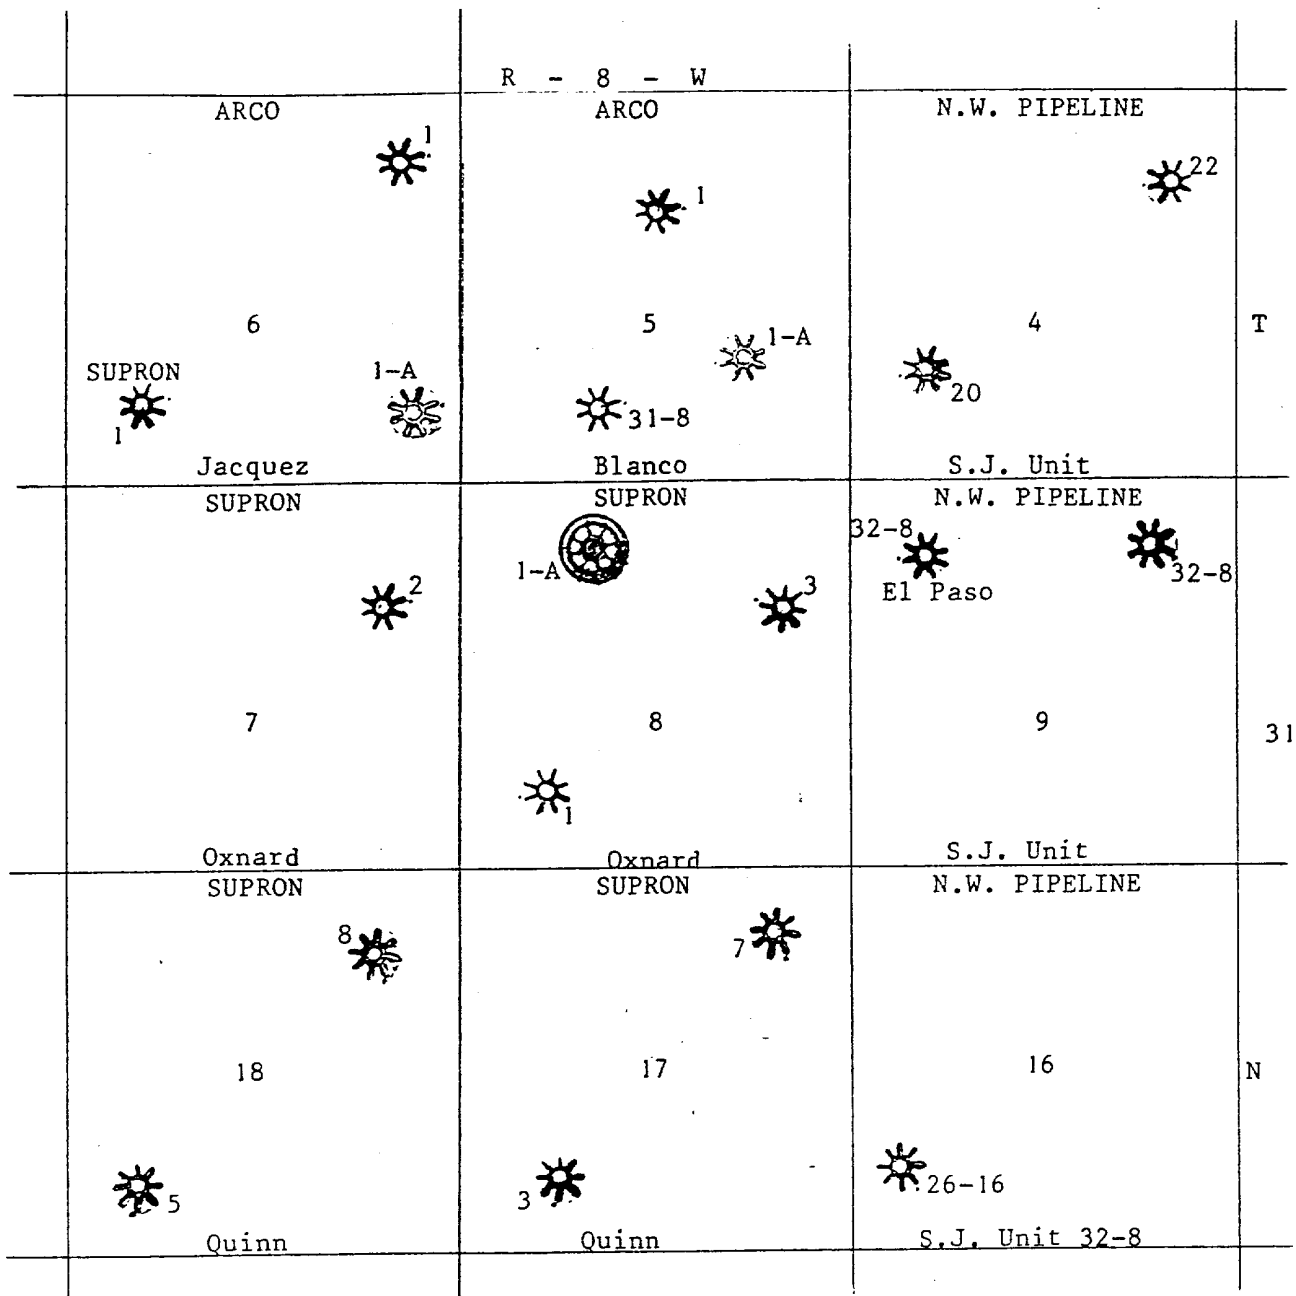 R - 8 - W
ARCO
ARCO
N.W. PIPELINE
1
22
1
6
5
4
T
1-A
SUPRON
1-A
20
1
31-8
Jacquez
Blanco
S.J. Unit
SUPRON
SUPRON
N.W. PIPELINE
32-8
1-A
32-8
2
3
El Paso
7
8
9
31
1
Oxnard
Oxnard
S.J. Unit
SUPRON
SUPRON
N.W. PIPELINE
8
7
18
17
16
N
5
3
26-16
Quinn
Quinn
S.J. Unit 32-8